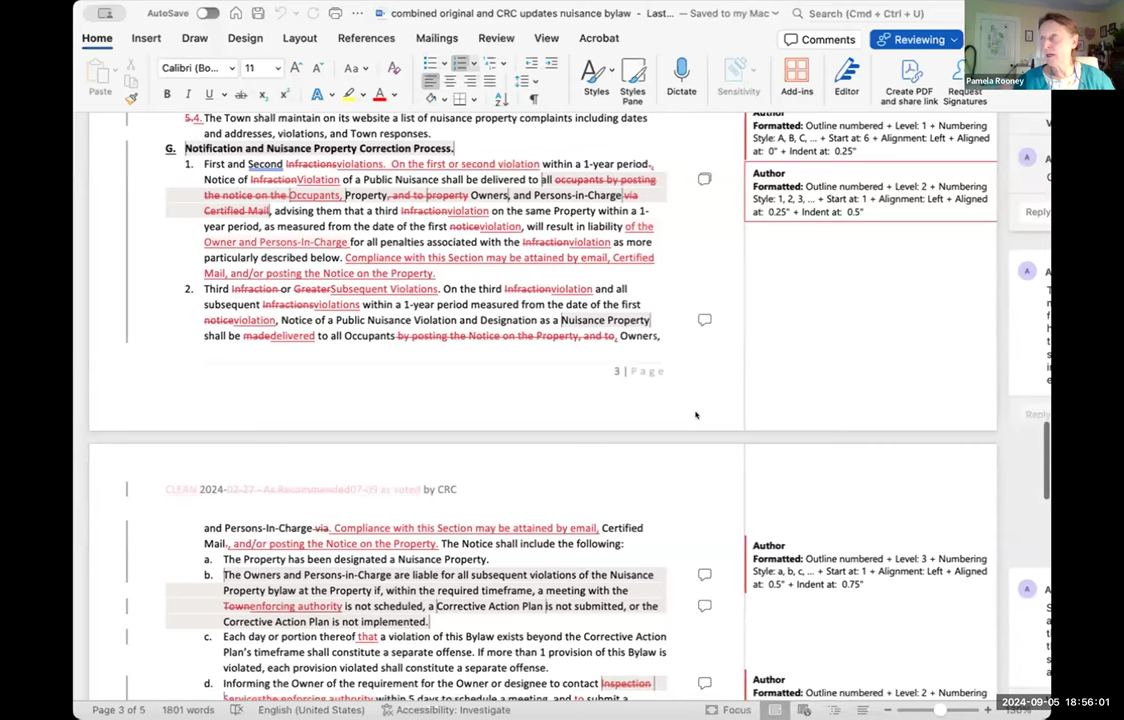 AutoSave
combined original and CRC updates nuisance bylaw - Last... — Saved to my Mac
Search (Cmd + Ctrl + U)
Home Insert Draw Design Layout References Mailings Review View Acrobat
Comments Reviewing
Pamela Rooney
Paste
Calibri (Bo... 11
Styles
Styles Pane
Dictate
Sensitivity
Add-ins
Editor
Create PDF and share link
Request Signatures
5.4. The Town shall maintain on its website a list of nuisance property complaints including dates
and addresses, violations, and Town responses.
G. Notification and Nuisance Property Correction Process.
1. First and Second Infractionsviolations. On the first or second violation within a 1-year period.,
Notice of InfractionViolation of a Public Nuisance shall be delivered to all occupants by posting
the notice on the Occupants, Property, and to property Owners, and Persons-in-Charge via
Certified Mail, advising them that a third Infractionviolation on the same Property within a 1-
year period, as measured from the date of the first noticeviolation, will result in liability of the
Owner and Persons-In-Charge for all penalties associated with the Infractionviolation as more
particularly described below. Compliance with this Section may be attained by email, Certified
Mail, and/or posting the Notice on the Property.
2. Third Infraction or GreaterSubsequent Violations. On the third Infractionviolation and all
subsequent Infractionsviolations within a 1-year period measured from the date of the first
noticeviolation, Notice of a Public Nuisance Violation and Designation as a Nuisance Property
shall be madedelivered to all Occupants by posting the Notice on the Property, and to, Owners,
3 | Page
CLEAN 2024-02-27 - As Recommended07-09 as voted by CRC
and Persons-In-Charge via. Compliance with this Section may be attained by email, Certified
Mail., and/or posting the Notice on the Property. The Notice shall include the following:
a. The Property has been designated a Nuisance Property.
b. The Owners and Persons-in-Charge are liable for all subsequent violations of the Nuisance
Property bylaw at the Property if, within the required timeframe, a meeting with the
Townenforcing authority is not scheduled, a Corrective Action Plan is not submitted, or the
Corrective Action Plan is not implemented.
c. Each day or portion thereof that a violation of this Bylaw exists beyond the Corrective Action
Plan's timeframe shall constitute a separate offense. If more than 1 provision of this Bylaw is
violated, each provision violated shall constitute a separate offense.
d. Informing the Owner of the requirement for the Owner or designee to contact Inspection
Servicesthe enforcing authority within 5 days to schedule a meeting, and to submit a
Author
Formatted: Outline numbered + Level: 1 + Numbering
Style: A, B, C, ... + Start at: 6 + Alignment: Left + Aligned
at: 0" + Indent at: 0.25"
Author
Formatted: Outline numbered + Level: 2 + Numbering
Style: 1, 2, 3, ... + Start at: 1 + Alignment: Left + Aligned
at: 0.25" + Indent at: 0.5"
Author
Formatted: Outline numbered + Level: 3 + Numbering
Style: a, b, c, ... + Start at: 1 + Alignment: Left + Aligned
at: 0.5" + Indent at: 0.75"
Author
Formatted: Outline numbered + Level: 2 + Numbering
Reply
Reply
Page 3 of 5 1801 words English (United States) Accessibility: Investigate Focus
2024-09-05 18:56:01